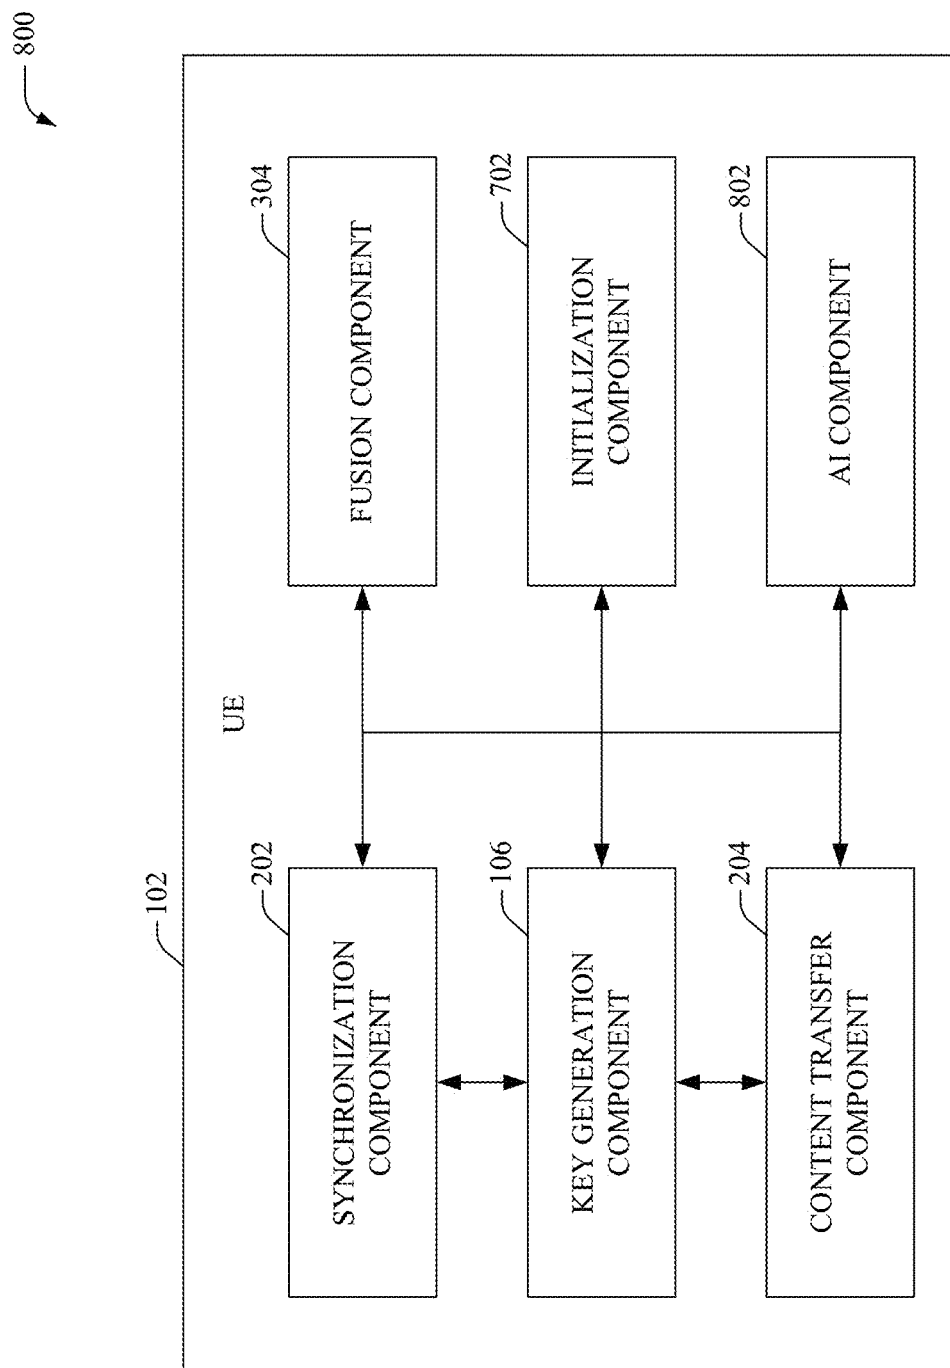 800
102
UE
202
SYNCHRONIZATION
COMPONENT
304
FUSION COMPONENT
106
KEY GENERATION
COMPONENT
702
INITIALIZATION
COMPONENT
204
CONTENT TRANSFER
COMPONENT
802
AI COMPONENT